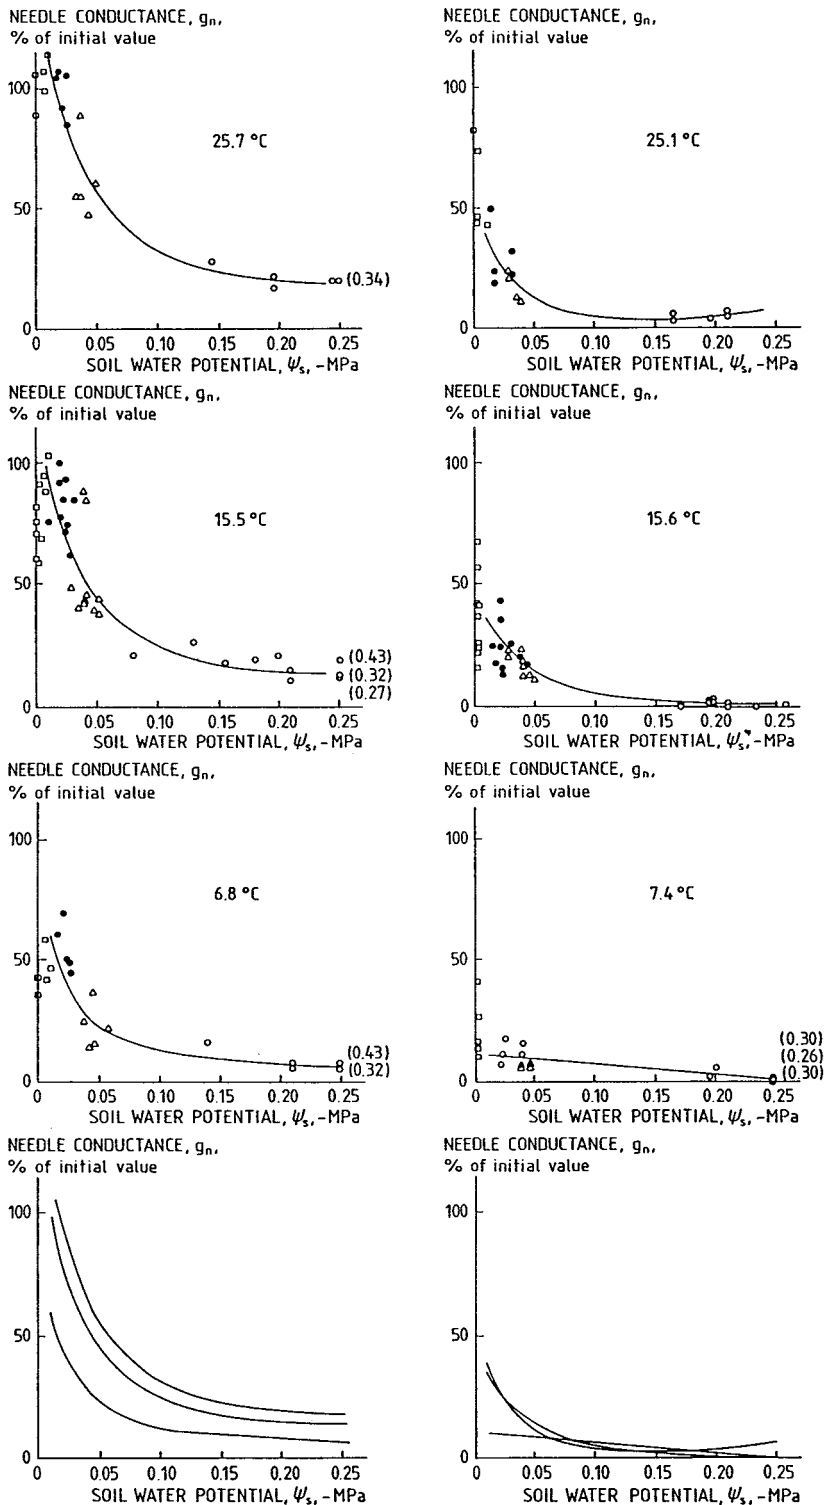 NEEDLE CONDUCTANCE, gn,
% of initial value
100
50
0
25.7 °C
(0.34)
0 0.05 0.10 0.15 0.20 0.25
SOIL WATER POTENTIAL, Ψs, -MPa
NEEDLE CONDUCTANCE, gn,
% of initial value
100
50
0
25.1 °C
0 0.05 0.10 0.15 0.20 0.25
SOIL WATER POTENTIAL, Ψs, -MPa
NEEDLE CONDUCTANCE, gn,
% of initial value
100
50
0
15.5 °C
(0.43)
(0.32)
(0.27)
0 0.05 0.10 0.15 0.20 0.25
SOIL WATER POTENTIAL, Ψs, -MPa
NEEDLE CONDUCTANCE, gn,
% of initial value
100
50
0
15.6 °C
0 0.05 0.10 0.15 0.20 0.25
SOIL WATER POTENTIAL, Ψs, -MPa
NEEDLE CONDUCTANCE, gn,
% of initial value
100
50
0
6.8 °C
(0.43)
(0.32)
0 0.05 0.10 0.15 0.20 0.25
SOIL WATER POTENTIAL, Ψs, -MPa
NEEDLE CONDUCTANCE, gn,
% of initial value
100
50
0
7.4 °C
(0.30)
(0.26)
(0.30)
0 0.05 0.10 0.15 0.20 0.25
SOIL WATER POTENTIAL, Ψs, -MPa
NEEDLE CONDUCTANCE, gn,
% of initial value
100
50
0
0 0.05 0.10 0.15 0.20 0.25
SOIL WATER POTENTIAL, Ψs, -MPa
NEEDLE CONDUCTANCE, gn,
% of initial value
100
50
0
0 0.05 0.10 0.15 0.20 0.25
SOIL WATER POTENTIAL, Ψs, -MPa